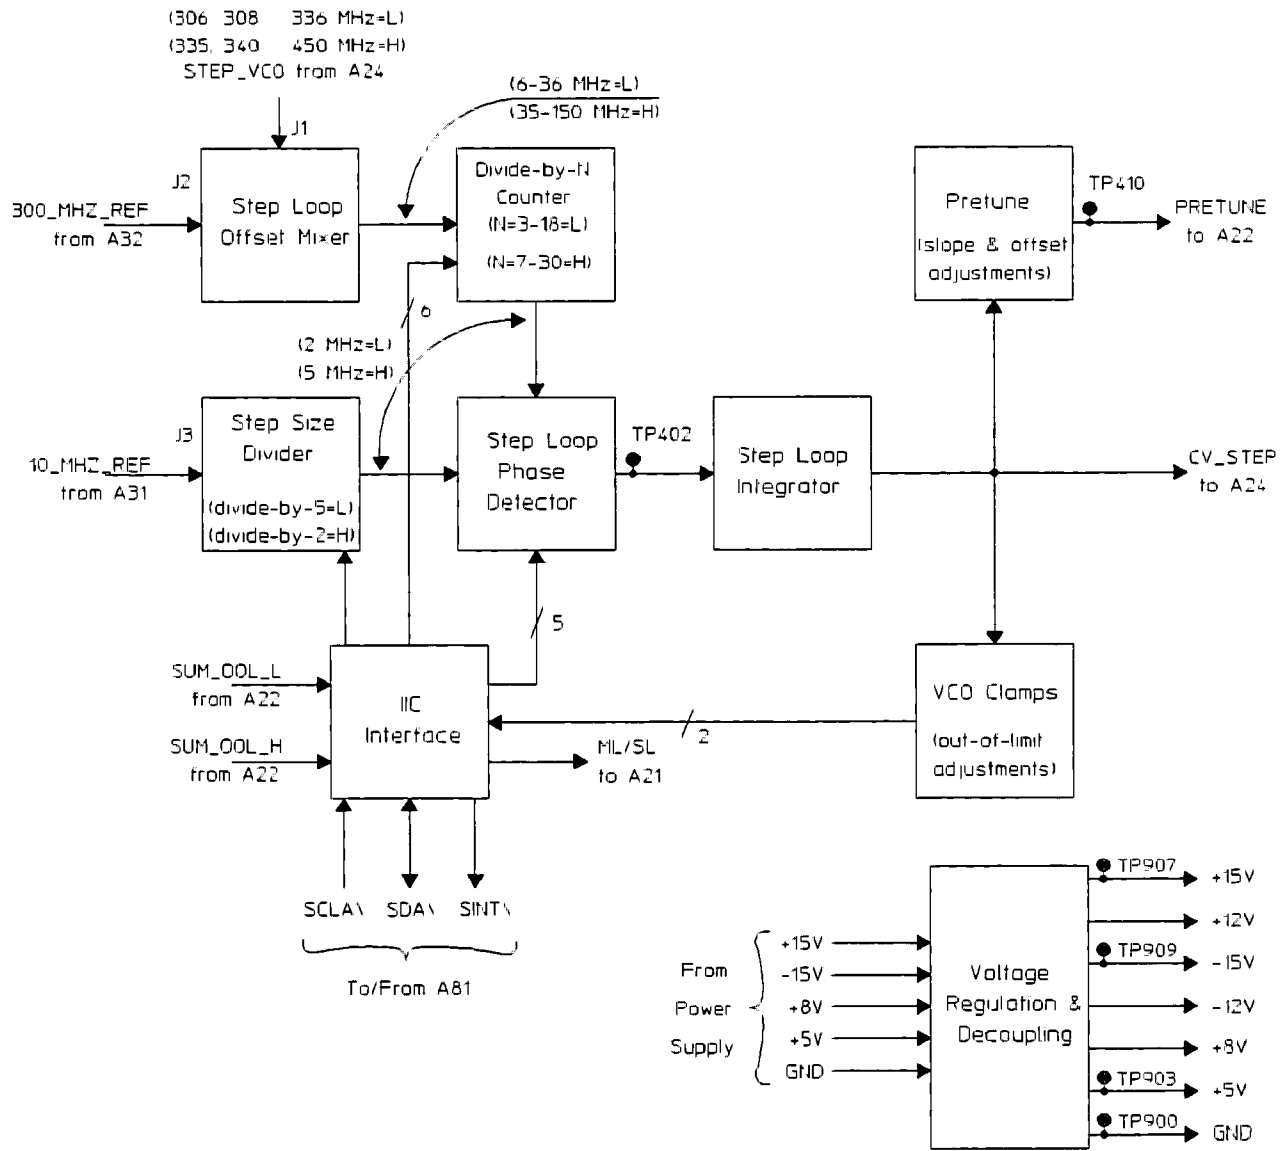 (306 308 336 MHz=L)
(335, 340 450 MHz=H)
STEP_VCO from A24
J1
(6-36 MHz=L)
(35-150 MHz=H)
J2
300_MHZ_REF
from A32
Step Loop
Offset Mixer
Divide-by-N
Counter
(N=3-18=L)
(N=7-30=H)
6
Pretune
(slope & offset
adjustments)
TP410
PRETUNE
to A22
(2 MHz=L)
(5 MHz=H)
J3
10_MHZ_REF
from A31
Step Size
Divider
(divide-by-5=L)
(divide-by-2=H)
Step Loop
Phase
Detector
TP402
Step Loop
Integrator
CV_STEP
to A24
5
SUM_OOL_L
from A22
SUM_OOL_H
from A22
IIC
Interface
ML/SL
to A21
2
VCO Clamps
(out-of-limit
adjustments)
SCLA\ SDA\ SINT\
To/From A81
From
Power
Supply
+15V
-15V
+8V
+5V
GND
Voltage
Regulation &
Decoupling
TP907
+15V
+12V
TP909
-15V
-12V
+8V
TP903
+5V
TP900
GND